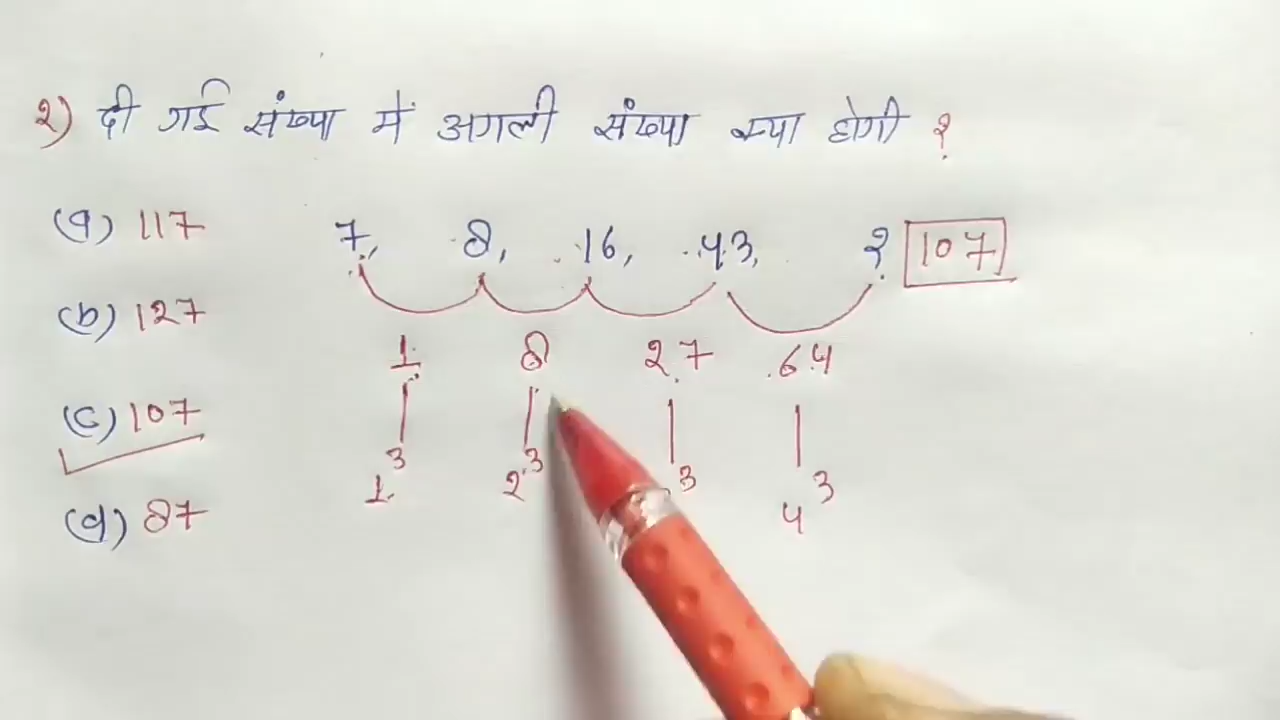 २) दी गई संख्या में अगली संख्या क्या होगी ?
(a) 117
7, 8, 16, 43, ? 107
(b) 127
1 8 27 64
(c) 107
1³ 2³ ³ 4³
(d) 87